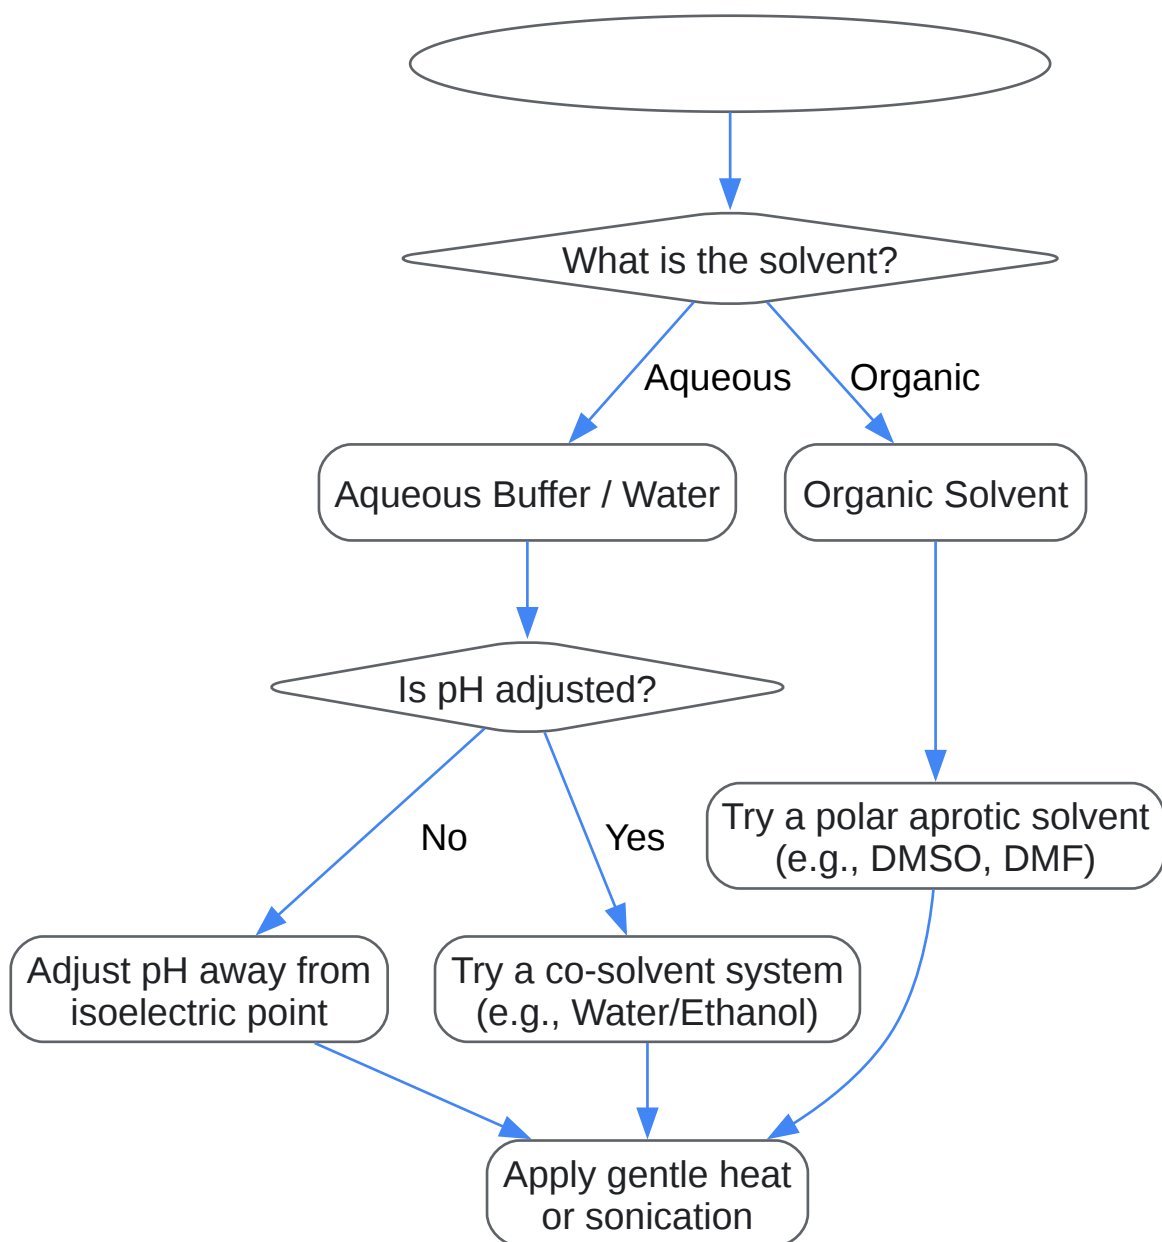 What is the solvent?
Aqueous
Organic
Aqueous Buffer / Water
Organic Solvent
Is pH adjusted?
No
Yes
Try a polar aprotic solvent
(e.g., DMSO, DMF)
Adjust pH away from
isoelectric point
Try a co-solvent system
(e.g., Water/Ethanol)
Apply gentle heat
or sonication